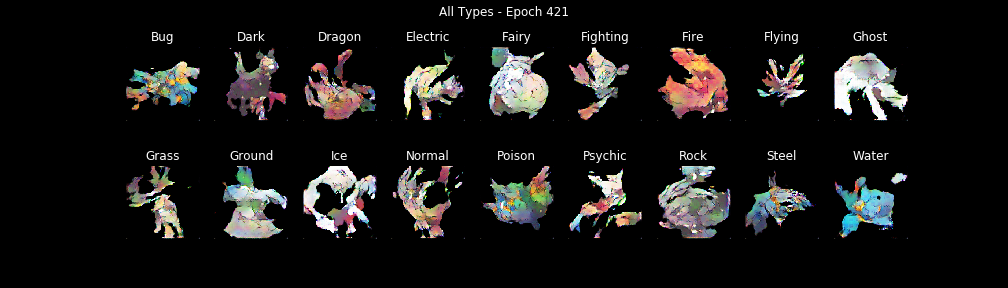 All Types - Epoch 421
Bug Dark Dragon Electric Fairy Fighting Fire Flying Ghost
Grass Ground Ice Normal Poison Psychic Rock Steel Water